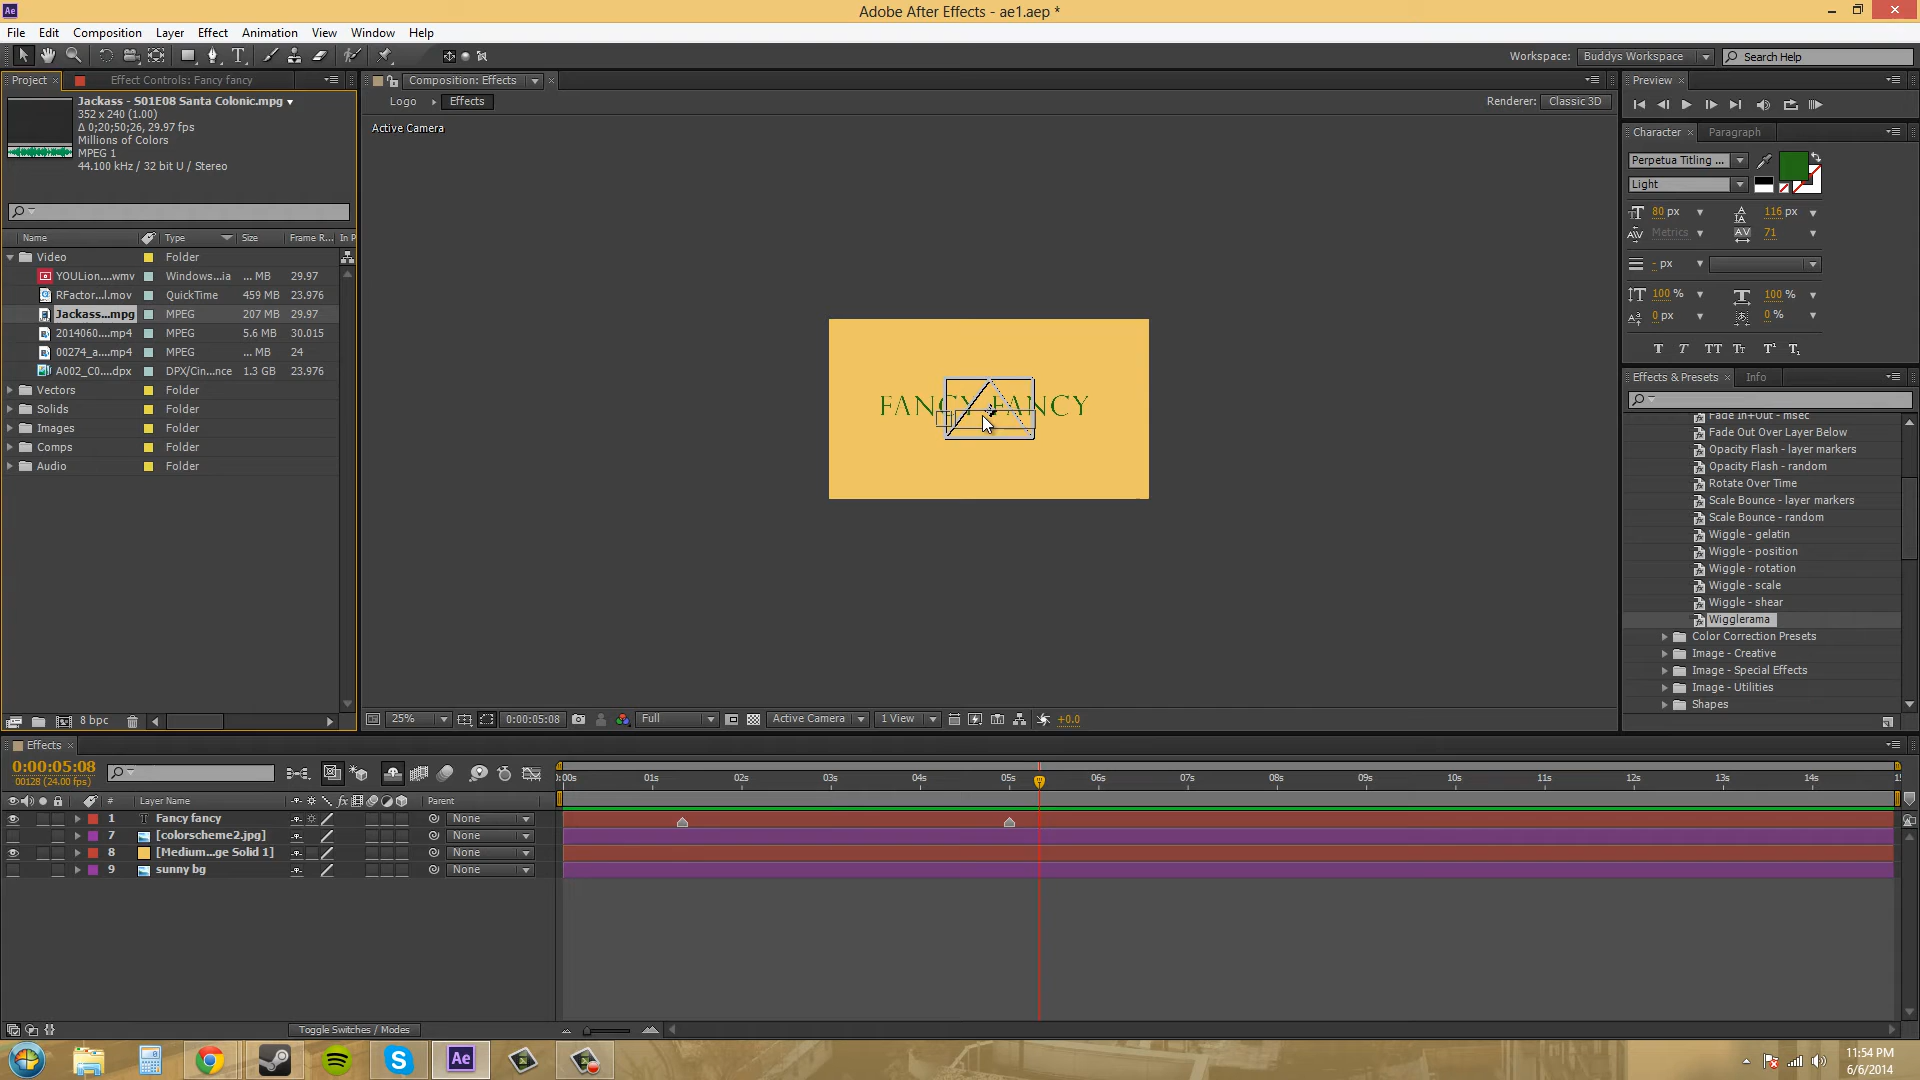 Ae
Adobe After Effects - ae1.aep *
File Edit Composition Layer Effect Animation View Window Help
Workspace: Buddys Workspace Search Help
Project Effect Controls: Fancy fancy
Jackass - S01E08 Santa Colonic.mpg
352 x 240 (1.00)
Δ 0;20;50;26, 29.97 fps
Millions of Colors
MPEG 1
44.100 kHz / 32 bit U / Stereo
Name Type Size Frame R... In P
Video Folder
YOULion....wmv Windows...ia ... MB 29.97
RFactor...l.mov QuickTime 459 MB 23.976
Jackass...mpg MPEG 207 MB 29.97
2014060....mp4 MPEG 5.6 MB 30.015
00274_a....mp4 MPEG ... MB 24
A002_C0....dpx DPX/Cin...nce 1.3 GB 23.976
Vectors Folder
Solids Folder
Images Folder
Comps Folder
Audio Folder
8 bpc
Composition: Effects
Logo Effects
Renderer: Classic 3D
Active Camera
FANCY FANCY
25% 0:00:05:08 Full Active Camera 1 View +0.0
Preview
Character Paragraph
Perpetua Titling ...
Light
80 px 116 px
Metrics 71
- px
100 % 100 %
0 px 0 %
Effects & Presets Info
Fade In+Out - msec
Fade Out Over Layer Below
Opacity Flash - layer markers
Opacity Flash - random
Rotate Over Time
Scale Bounce - layer markers
Scale Bounce - random
Wiggle - gelatin
Wiggle - position
Wiggle - rotation
Wiggle - scale
Wiggle - shear
Wigglerama
Color Correction Presets
Image - Creative
Image - Special Effects
Image - Utilities
Shapes
Effects
0:00:05:08
00128 (24.00 fps)
# Layer Name Parent
1 Fancy fancy None
7 [colorscheme2.jpg] None
8 [Medium...ge Solid 1] None
9 sunny bg None
):00s 01s 02s 03s 04s 05s 06s 07s 08s 09s 10s 11s 12s 13s 14s 15
Toggle Switches / Modes
Ae
11:54 PM
6/6/2014